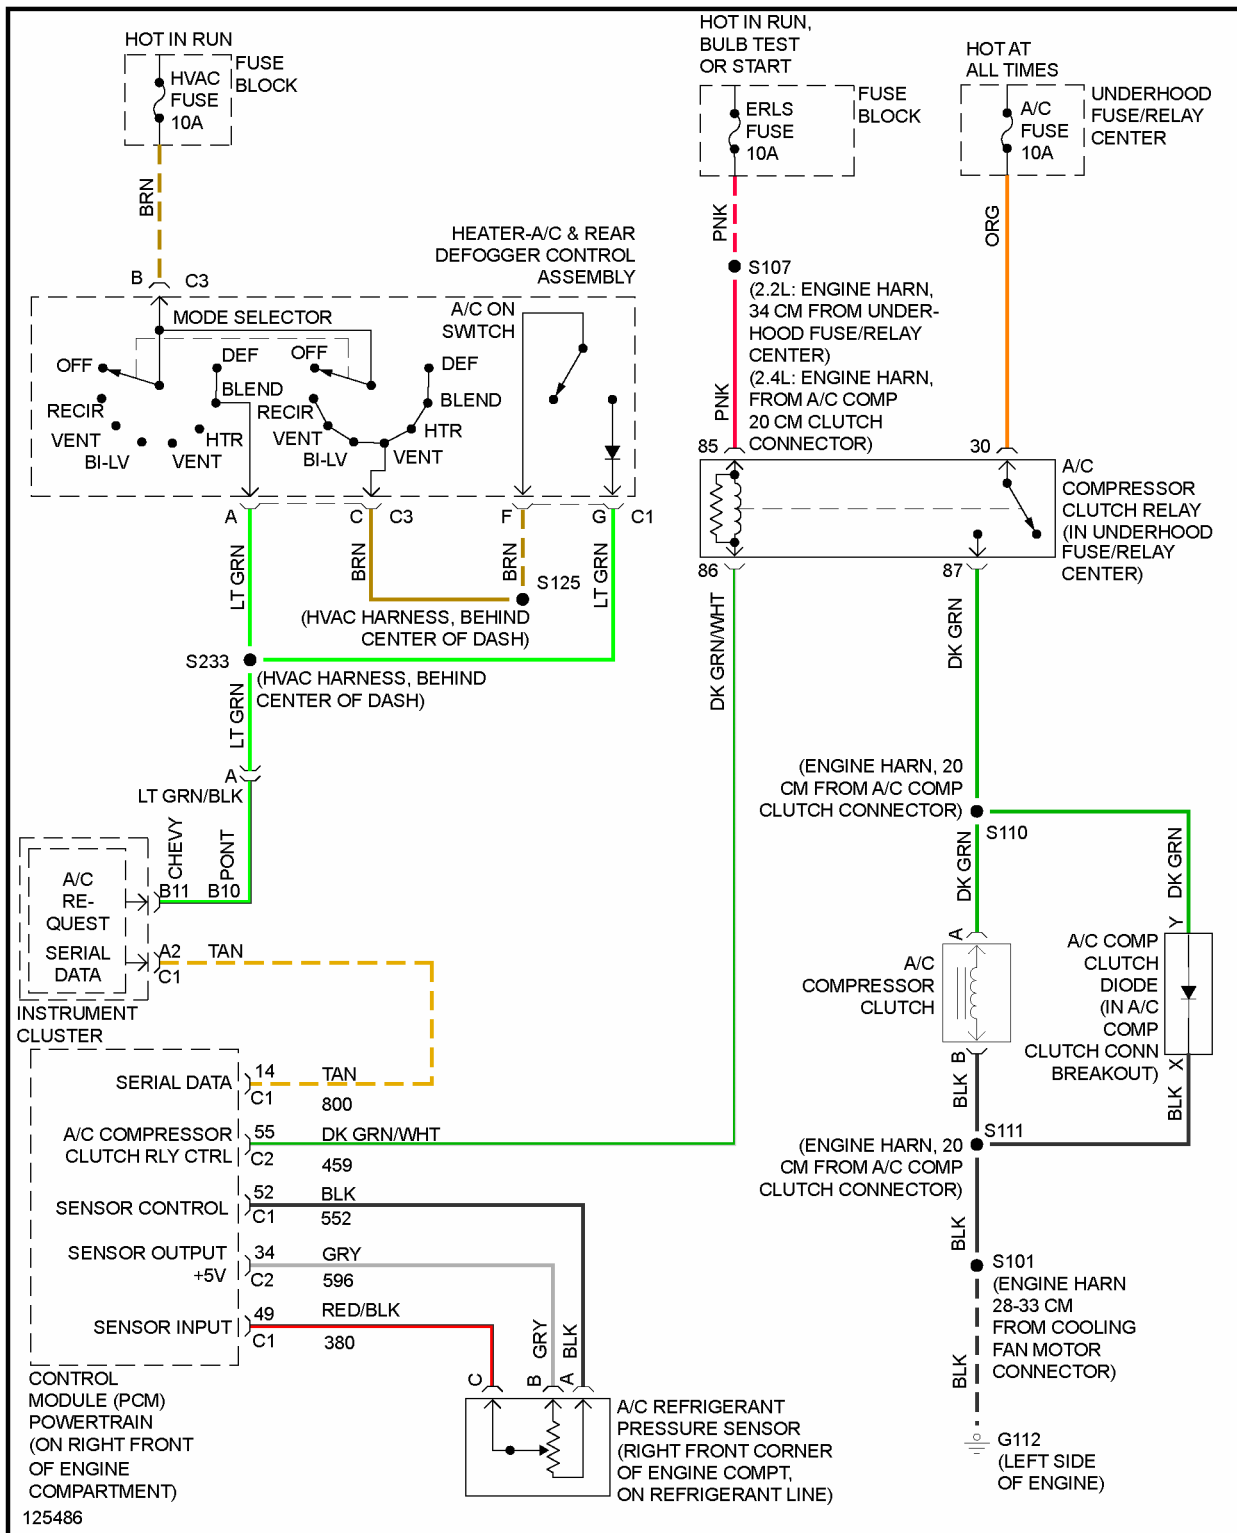 HOT IN RUN
HVAC
FUSE
10A
FUSE
BLOCK
HOT IN RUN,
BULB TEST
OR START
ERLS
FUSE
10A
FUSE
BLOCK
HOT AT
ALL TIMES
A/C
FUSE
10A
UNDERHOOD
FUSE/RELAY
CENTER
BRN
B
C3
PNK
ORG
HEATER-A/C & REAR
DEFOGGER CONTROL
ASSEMBLY
S107
(2.2L: ENGINE HARN,
34 CM FROM UNDER-
HOOD FUSE/RELAY
CENTER)
(2.4L: ENGINE HARN,
FROM A/C COMP
20 CM CLUTCH
CONNECTOR)
PNK
MODE SELECTOR
A/C ON
SWITCH
OFF
DEF
BLEND
RECIR
VENT
BI-LV
VENT
HTR
OFF
DEF
BLEND
RECIR
VENT
BI-LV
VENT
HTR
85
30
A/C
COMPRESSOR
CLUTCH RELAY
(IN UNDERHOOD
FUSE/RELAY
CENTER)
86
87
A
C
C3
F
G
C1
LT GRN
BRN
BRN
LT GRN
S125
(HVAC HARNESS, BEHIND
CENTER OF DASH)
S233
(HVAC HARNESS, BEHIND
CENTER OF DASH)
LT GRN
DK GRN/WHT
DK GRN
A
LT GRN/BLK
CHEVY
PONT
B11
B10
A/C
RE-
QUEST
SERIAL
DATA
A2
C1
TAN
INSTRUMENT
CLUSTER
(ENGINE HARN, 20
CM FROM A/C COMP
CLUTCH CONNECTOR)
S110
DK GRN
DK GRN
A
Y
A/C
COMPRESSOR
CLUTCH
A/C COMP
CLUTCH
DIODE
(IN A/C
COMP
CLUTCH CONN
BREAKOUT)
B
X
BLK
BLK
S111
(ENGINE HARN, 20
CM FROM A/C COMP
CLUTCH CONNECTOR)
BLK
S101
(ENGINE HARN
28-33 CM
FROM COOLING
FAN MOTOR
CONNECTOR)
BLK
G112
(LEFT SIDE
OF ENGINE)
SERIAL DATA
14
C1
TAN
800
A/C COMPRESSOR
CLUTCH RLY CTRL
55
C2
DK GRN/WHT
459
SENSOR CONTROL
52
C1
BLK
552
SENSOR OUTPUT
+5V
34
C2
GRY
596
SENSOR INPUT
49
C1
RED/BLK
380
GRY
BLK
C
B
A
CONTROL
MODULE (PCM)
POWERTRAIN
(ON RIGHT FRONT
OF ENGINE
COMPARTMENT)
A/C REFRIGERANT
PRESSURE SENSOR
(RIGHT FRONT CORNER
OF ENGINE COMPT,
ON REFRIGERANT LINE)
125486